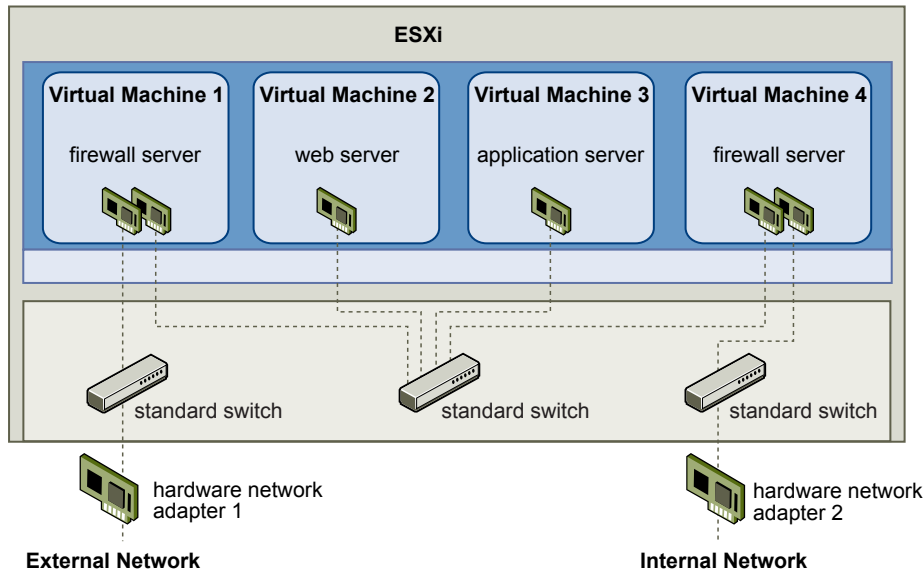 ESXi
Virtual Machine 1
firewall server
Virtual Machine 2
web server
Virtual Machine 3
application server
Virtual Machine 4
firewall server
standard switch
standard switch
standard switch
hardware network
adapter 1
hardware network
adapter 2
External Network
Internal Network